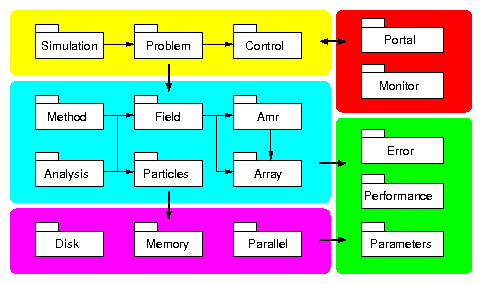 Simulation
Problem
Control
Portal
Monitor
Method
Field
Amr
Analysis
Particles
Array
Error
Performance
Parameters
Disk
Memory
Parallel